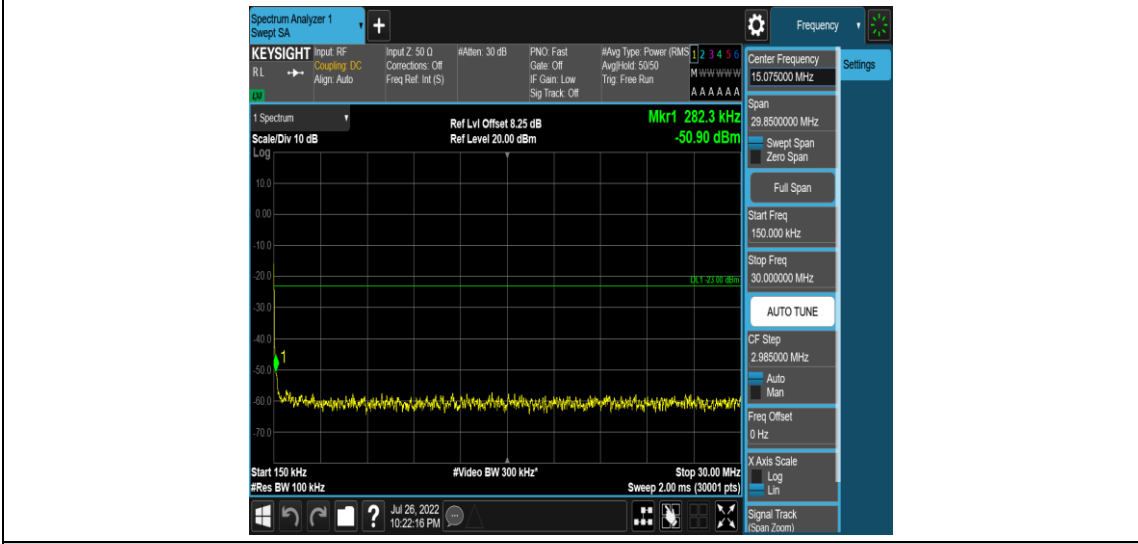 Spectrum Analyzer 1
Swept SA
+
Frequency
KEYSIGHT
RL
LW
Input: RF
Coupling: DC
Align: Auto
Input Z: 50 Ω
Corrections: Off
Freq Ref: Int (S)
#Atten: 30 dB
PNO: Fast
Gate: Off
IF Gain: Low
Sig Track: Off
#Avg Type: Power (RMS
Avg|Hold: 50/50
Trig: Free Run
1 2 3 4 5 6
M W W W W W
A A A A A A
1 Spectrum
Scale/Div 10 dB
Log
Ref Lvl Offset 8.25 dB
Ref Level 20.00 dBm
Mkr1 282.3 kHz
-50.90 dBm
10.0
0.00
-10.0
-20.0
DL1 -23.00 dBm
-30.0
-40.0
1
-50.0
-60.0
-70.0
Start 150 kHz
#Video BW 300 kHz*
Stop 30.00 MHz
#Res BW 100 kHz
Sweep 2.00 ms (30001 pts)
? Jul 26, 2022
10:22:16 PM
Center Frequency
15.075000 MHz
Settings
Span
29.8500000 MHz
Swept Span
Zero Span
Full Span
Start Freq
150.000 kHz
Stop Freq
30.000000 MHz
AUTO TUNE
CF Step
2.985000 MHz
Auto
Man
Freq Offset
0 Hz
X Axis Scale
Log
Lin
Signal Track
(Span Zoom)